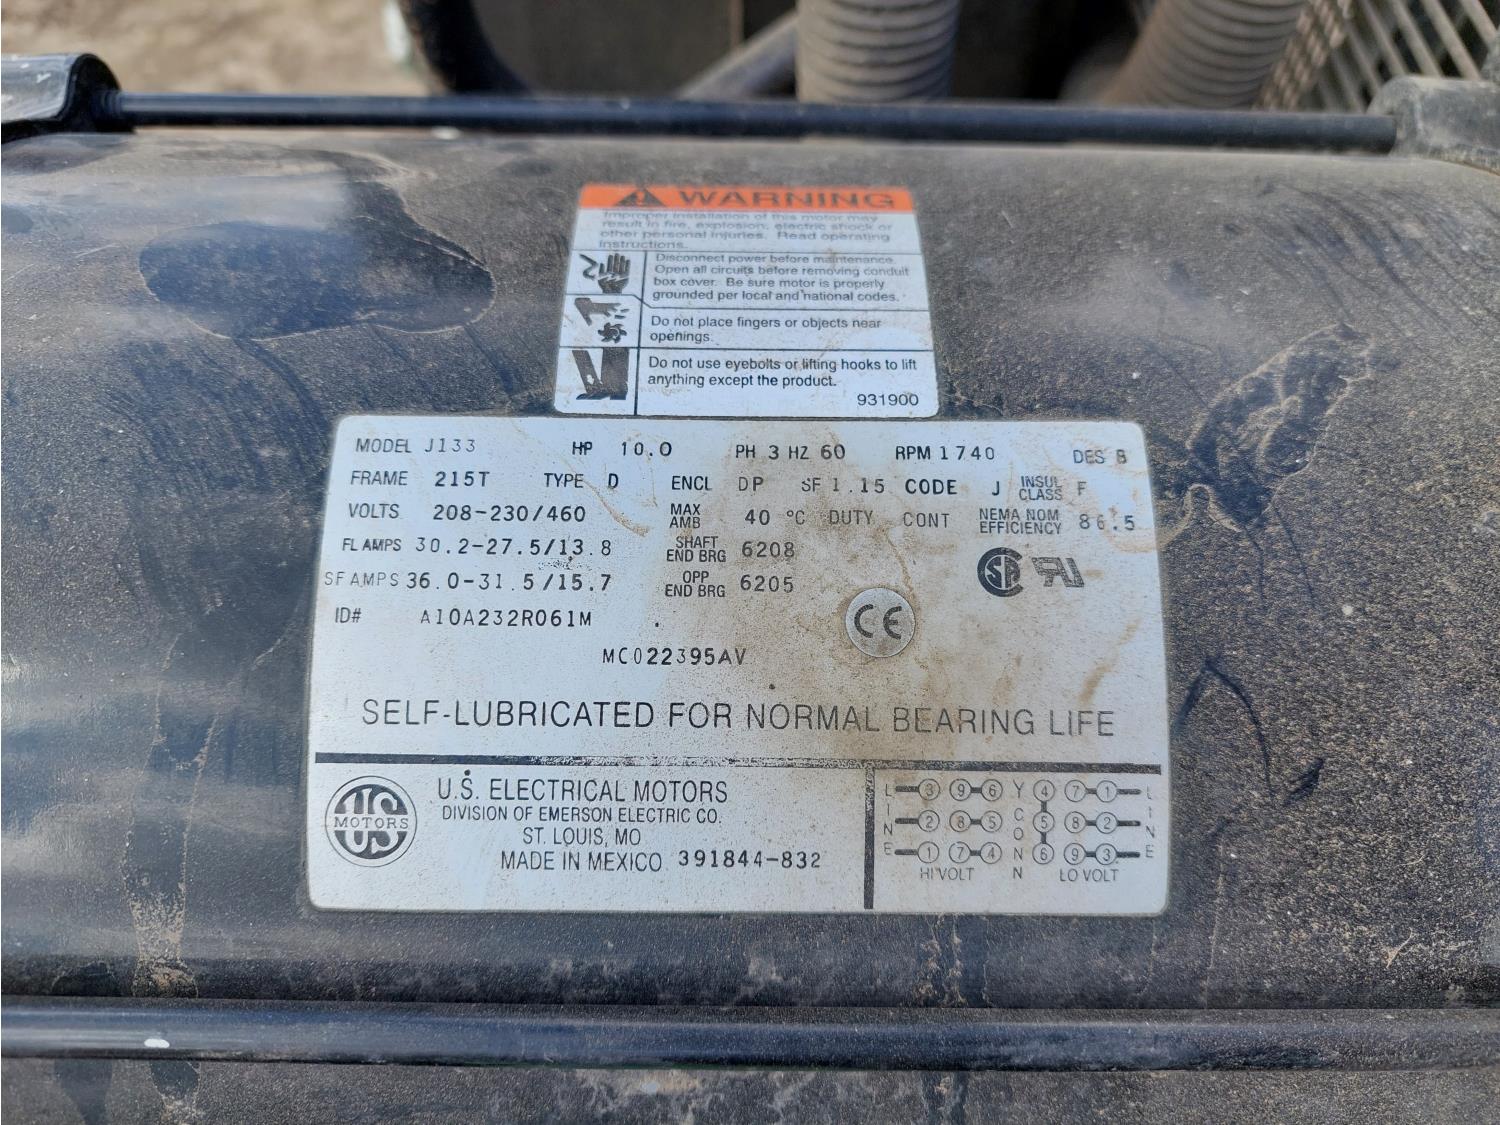 WARNING
Improper installation of this motor may
result in fire, explosion, electric shock or
other personal injuries. Read operating
instructions.
Disconnect power before maintenance.
Open all circuits before removing conduit
box cover. Be sure motor is properly
grounded per local and national codes.
Do not place fingers or objects near
openings.
Do not use eyebolts or lifting hooks to lift
anything except the product.
931900
MODEL J133 HP 10.0 PH 3 HZ 60 RPM 1740 DES B
FRAME 215T TYPE D ENCL DP SF 1.15 CODE J INSUL CLASS F
VOLTS 208-230/460 MAX AMB 40 °C DUTY CONT NEMA NOM EFFICIENCY 86.5
FL AMPS 30.2-27.5/13.8 SHAFT END BRG 6208
SF AMPS 36.0-31.5/15.7 OPP END BRG 6205
ID# A10A232R061M
MC022395AV
SA
UR
CE
SELF-LUBRICATED FOR NORMAL BEARING LIFE
US
MOTORS
U.S. ELECTRICAL MOTORS
DIVISION OF EMERSON ELECTRIC CO.
ST. LOUIS, MO
MADE IN MEXICO 391844-832
LINE 3 9 6 Y CONN 4 7 1 LINE
2 8 5 5 8 2
1 7 4 6 9 3
HI VOLT LO VOLT